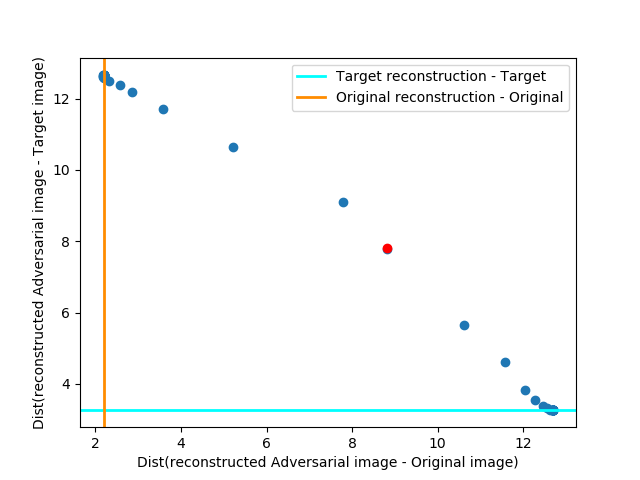 Target reconstruction - Target
Original reconstruction - Original
Dist(reconstructed Adversarial image - Target image)
12
10
8
6
4
2 4 6 8 10 12
Dist(reconstructed Adversarial image - Original image)